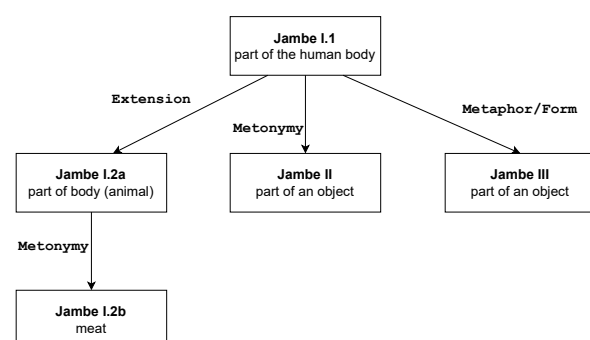 Jambe I.1
part of the human body
Extension
Metonymy
Metaphor/Form
Jambe I.2a
part of body (animal)
Jambe II
part of an object
Jambe III
part of an object
Metonymy
Jambe I.2b
meat